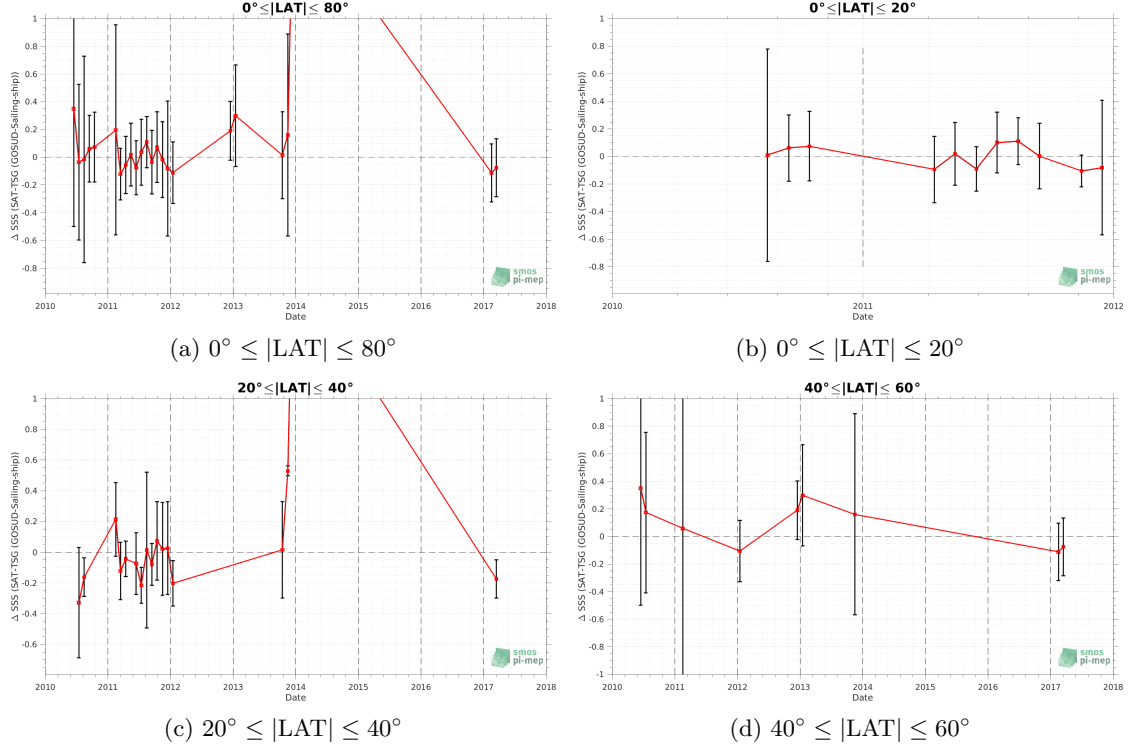 0°≤|LAT|≤ 80°
Δ SSS (SAT-TSG (GOSUD-Sailing-ship))
1
0.8
0.6
0.4
0.2
0
-0.2
-0.4
-0.6
-0.8
2010 2011 2012 2013 2014 2015 2016 2017 2018
Date
smos
pi-mep
(a) 0° ≤ |LAT| ≤ 80°
0°≤|LAT|≤ 20°
Δ SSS (SAT-TSG (GOSUD-Sailing-ship))
1
0.8
0.6
0.4
0.2
0
-0.2
-0.4
-0.6
-0.8
2010 2011 2012
Date
smos
pi-mep
(b) 0° ≤ |LAT| ≤ 20°
20°≤|LAT|≤ 40°
Δ SSS (SAT-TSG (GOSUD-Sailing-ship))
1
0.8
0.6
0.4
0.2
0
-0.2
-0.4
-0.6
2010 2011 2012 2013 2014 2015 2016 2017 2018
Date
smos
pi-mep
(c) 20° ≤ |LAT| ≤ 40°
40°≤|LAT|≤ 60°
Δ SSS (SAT-TSG (GOSUD-Sailing-ship))
1
0.8
0.6
0.4
0.2
0
-0.2
-0.4
-0.6
-0.8
-1
2010 2011 2012 2013 2014 2015 2016 2017 2018
Date
smos
pi-mep
(d) 40° ≤ |LAT| ≤ 60°